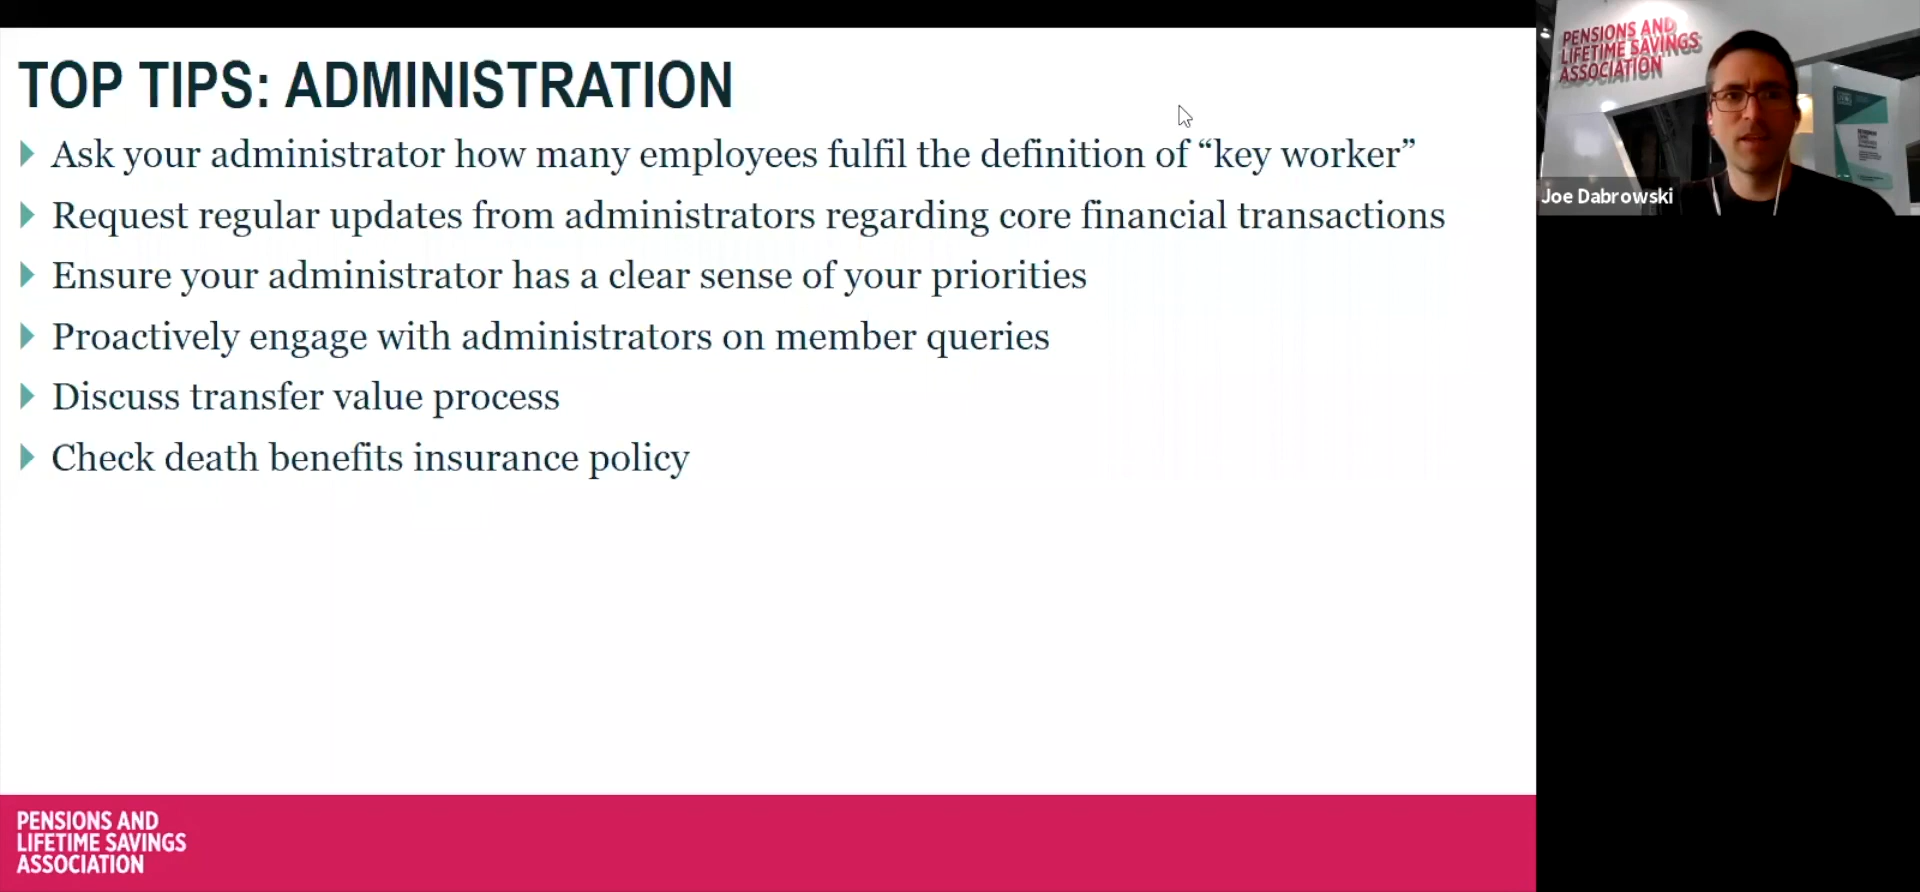 TOP TIPS: ADMINISTRATION
Ask your administrator how many employees fulfil the definition of “key worker”
Request regular updates from administrators regarding core financial transactions
Ensure your administrator has a clear sense of your priorities
Proactively engage with administrators on member queries
Discuss transfer value process
Check death benefits insurance policy
PENSIONS AND
LIFETIME SAVINGS
ASSOCIATION
PENSIONS AND
LIFETIME SAVINGS
ASSOCIATION
Joe Dabrowski